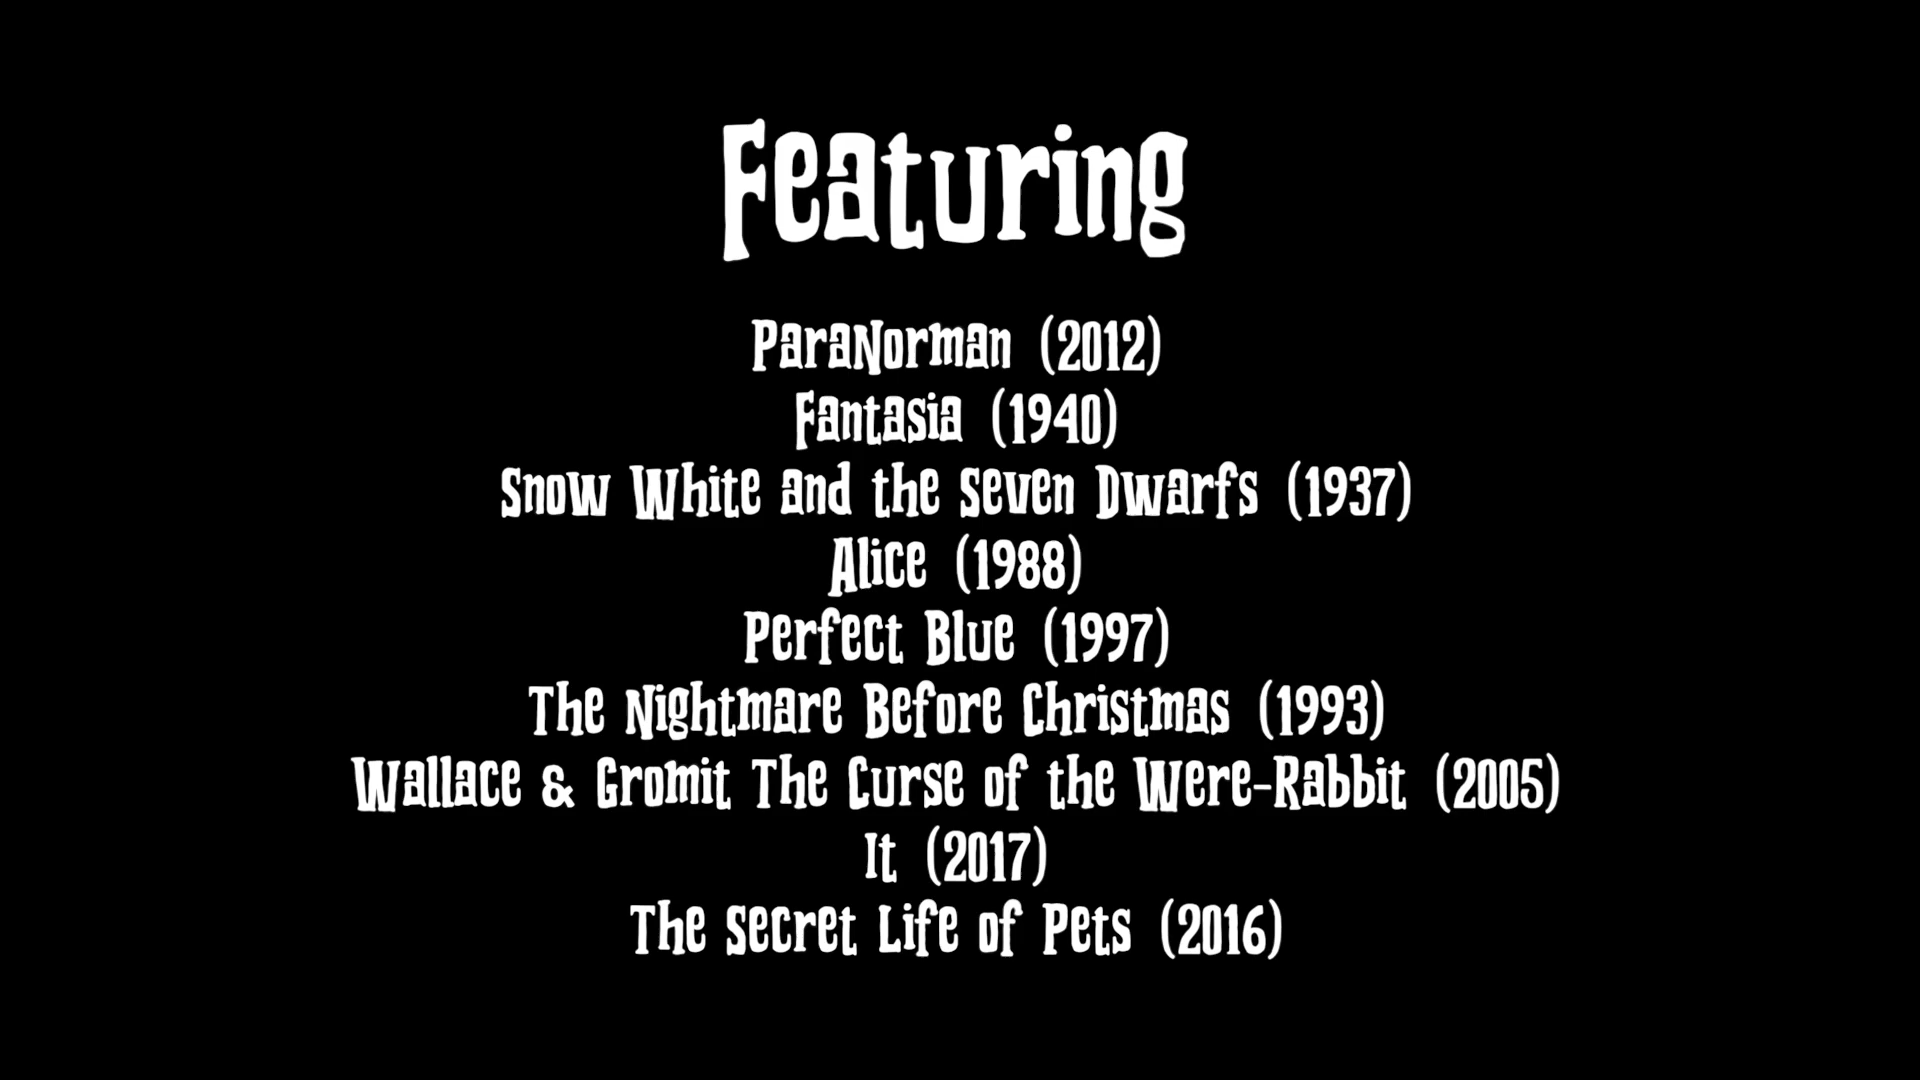 Featuring
ParaNorman (2012)
Fantasia (1940)
Snow White and the Seven Dwarfs (1937)
Alice (1988)
Perfect Blue (1997)
The Nightmare Before Christmas (1993)
Wallace & Gromit The Curse of the Were-Rabbit (2005)
It (2017)
The Secret Life of Pets (2016)